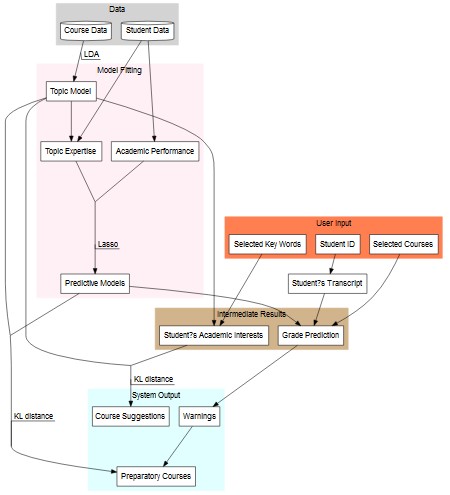 Data
Course Data
Student Data
LDA
Model Fitting
Topic Model
Topic Expertise
Academic Performance
User Input
Selected Key Words
Student ID
Selected Courses
Lasso
Predictive Models
Student?s Transcript
Intermediate Results
Student?s Academic Interests
Grade Prediction
KL distance
System Output
Course Suggestions
Warnings
KL distance
Preparatory Courses